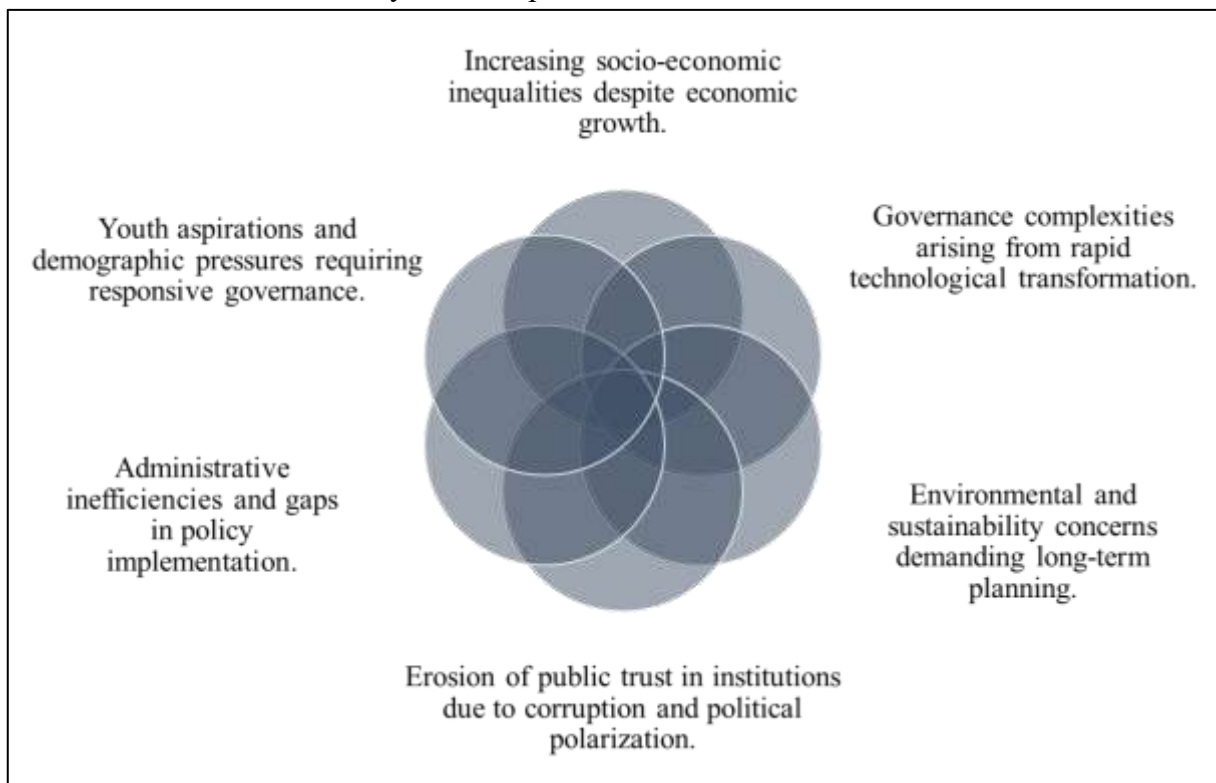 Increasing socio-economic
inequalities despite economic
growth.
Governance complexities
arising from rapid
technological transformation.
Environmental and
sustainability concerns
demanding long-term
planning.
Erosion of public trust in institutions
due to corruption and political
polarization.
Administrative
inefficiencies and gaps
in policy
implementation.
Youth aspirations and
demographic pressures requiring
responsive governance.